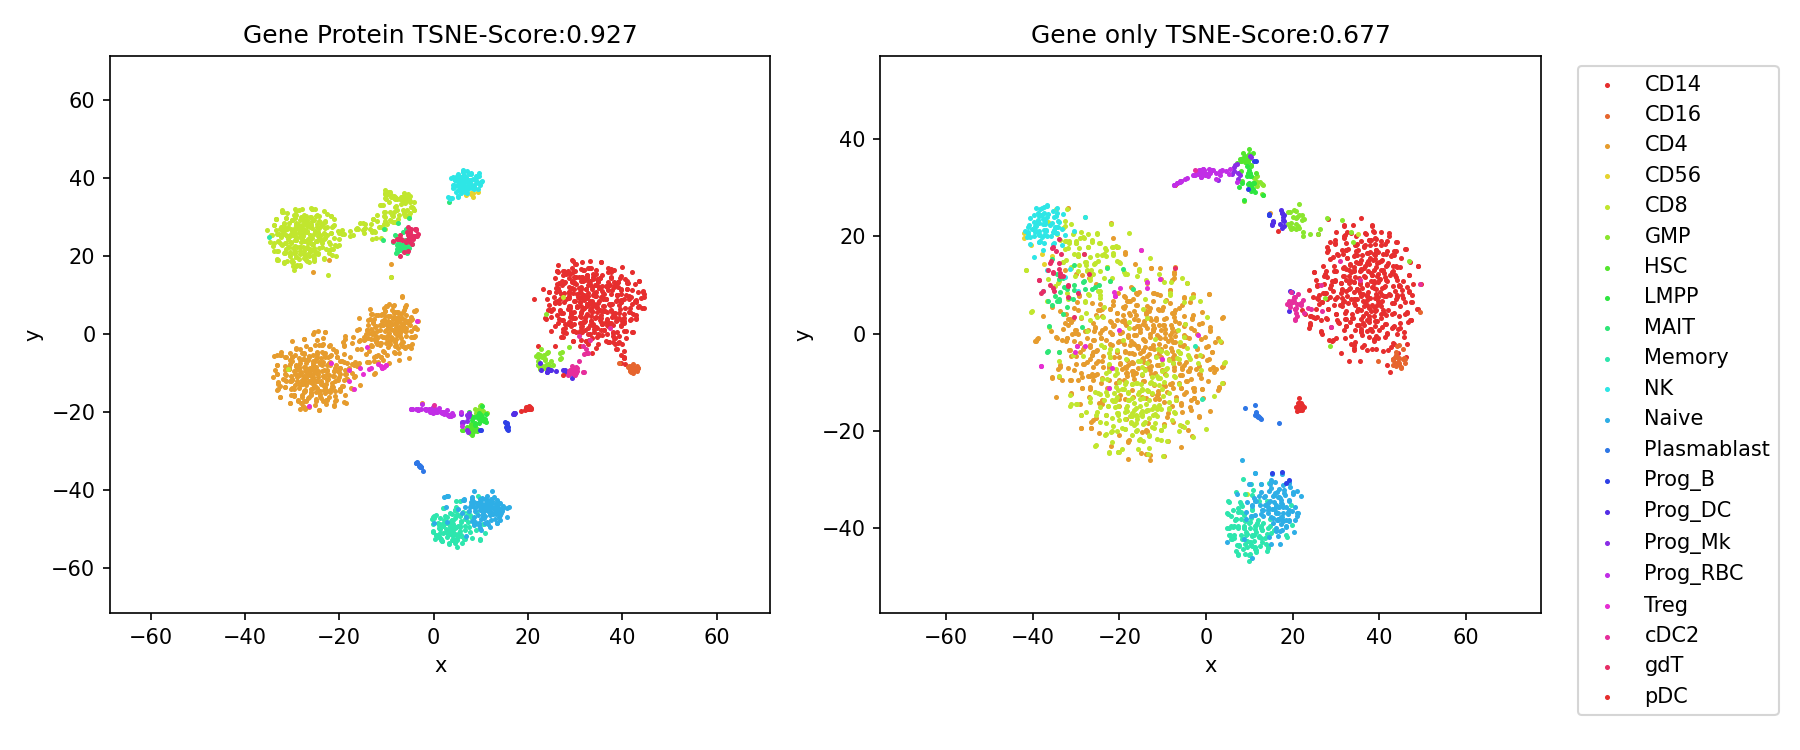 Gene Protein TSNE-Score:0.927
60
40
20
0
−20
−40
−60
y
−60 −40 −20 0 20 40 60
x
Gene only TSNE-Score:0.677
40
20
0
−20
−40
y
−60 −40 −20 0 20 40 60
x
CD14
CD16
CD4
CD56
CD8
GMP
HSC
LMPP
MAIT
Memory
NK
Naive
Plasmablast
Prog_B
Prog_DC
Prog_Mk
Prog_RBC
Treg
cDC2
gdT
pDC